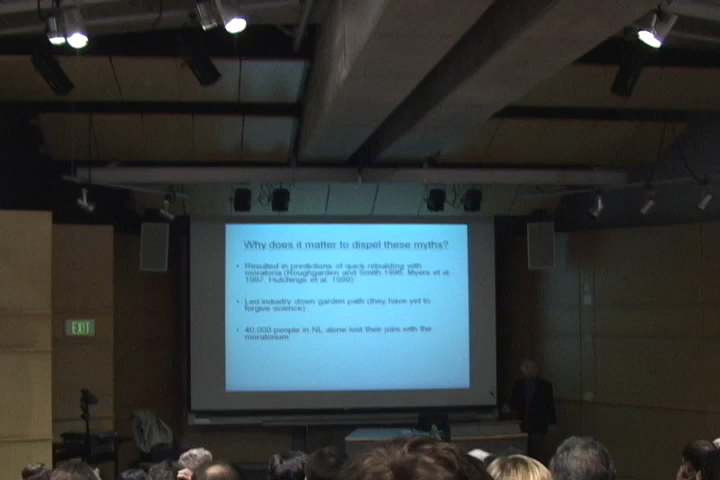 Why does it matter to dispel these myths?
• Resulted in predictions of quick rebuilding with
moratoria (Roughgarden and Smith 1996, Myers et al.
1997, Hutchings et al. 1999)
• Led industry down garden path (they have yet to
forgive science)
• 40,000 people in NL alone lost their jobs with the
moratorium
EXIT